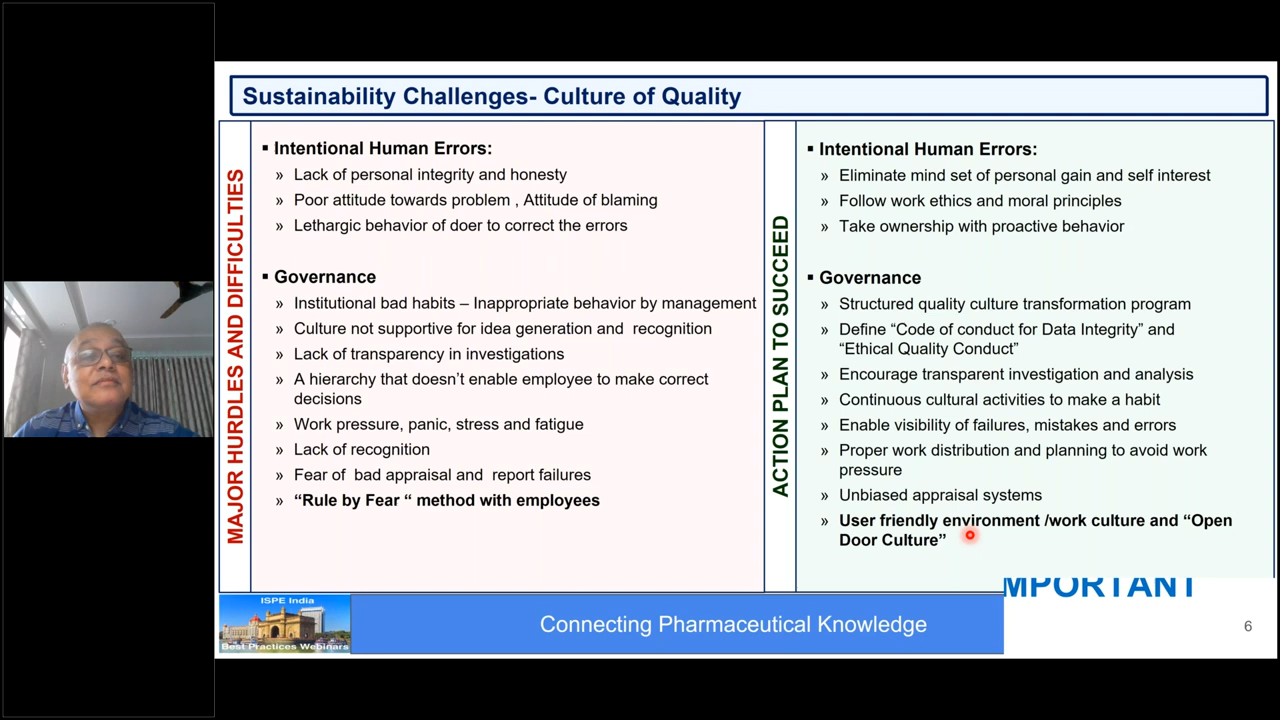 Sustainability Challenges- Culture of Quality
MAJOR HURDLES AND DIFFICULTIES
▪ Intentional Human Errors:
» Lack of personal integrity and honesty
» Poor attitude towards problem , Attitude of blaming
» Lethargic behavior of doer to correct the errors
▪ Governance
» Institutional bad habits – Inappropriate behavior by management
» Culture not supportive for idea generation and recognition
» Lack of transparency in investigations
» A hierarchy that doesn’t enable employee to make correct
decisions
» Work pressure, panic, stress and fatigue
» Lack of recognition
» Fear of bad appraisal and report failures
» “Rule by Fear “ method with employees
ACTION PLAN TO SUCCEED
▪ Intentional Human Errors:
» Eliminate mind set of personal gain and self interest
» Follow work ethics and moral principles
» Take ownership with proactive behavior
▪ Governance
» Structured quality culture transformation program
» Define “Code of conduct for Data Integrity” and
“Ethical Quality Conduct”
» Encourage transparent investigation and analysis
» Continuous cultural activities to make a habit
» Enable visibility of failures, mistakes and errors
» Proper work distribution and planning to avoid work
pressure
» Unbiased appraisal systems
» User friendly environment /work culture and “Open
Door Culture”
MPORTANT
ISPE India
Best Practices Webinars
Connecting Pharmaceutical Knowledge
6